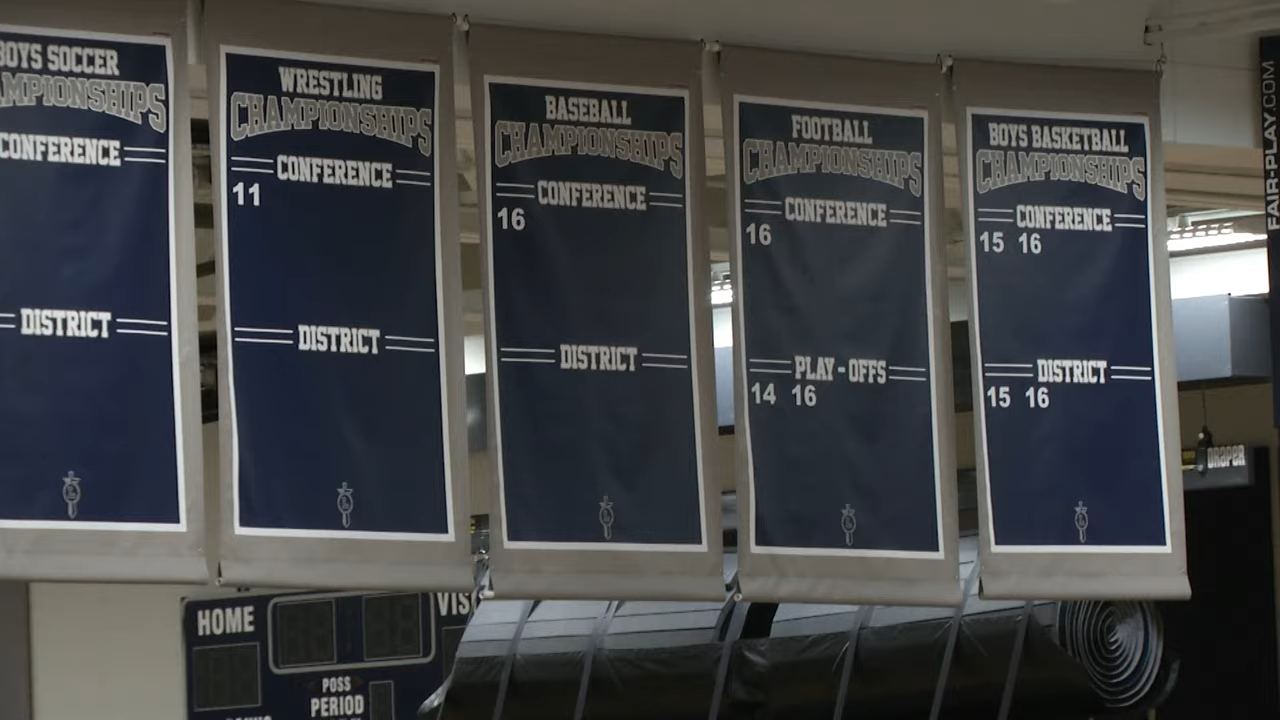 BOYS SOCCER
CHAMPIONSHIPS
CONFERENCE
DISTRICT
WRESTLING
CHAMPIONSHIPS
CONFERENCE
11
DISTRICT
BASEBALL
CHAMPIONSHIPS
CONFERENCE
16
DISTRICT
FOOTBALL
CHAMPIONSHIPS
CONFERENCE
16
PLAY-OFFS
14 16
BOYS BASKETBALL
CHAMPIONSHIPS
CONFERENCE
15 16
DISTRICT
15 16
FAIR-PLAY.COM
DRAPER
HOME
VIS
POSS
PERIOD